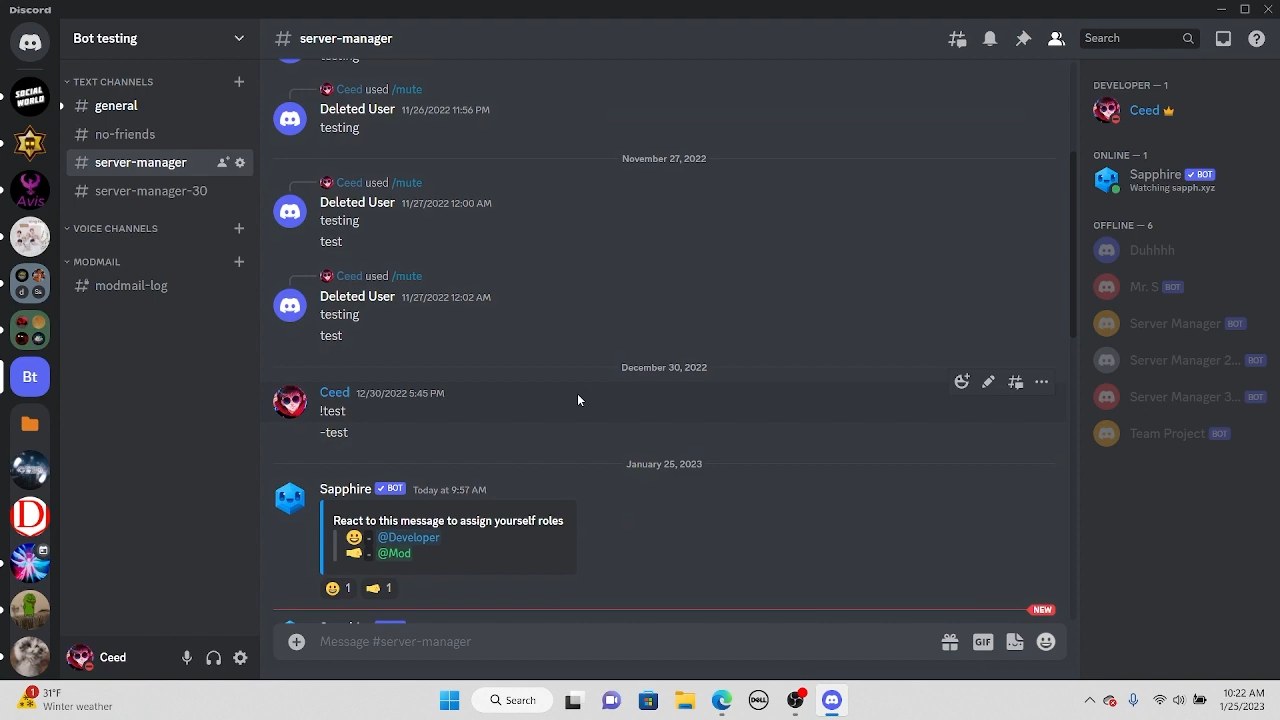 Discord
Bot testing
# server-manager
Search
SOCIAL WORLD
Avis
Bt
D
TEXT CHANNELS
# general
# no-friends
# server-manager
# server-manager-30
VOICE CHANNELS
MODMAIL
# modmail-log
Ceed
Ceed used /mute
Deleted User 11/26/2022 11:56 PM
testing
November 27, 2022
Ceed used /mute
Deleted User 11/27/2022 12:00 AM
testing
test
Ceed used /mute
Deleted User 11/27/2022 12:02 AM
testing
test
December 30, 2022
Ceed 12/30/2022 5:45 PM
!test
-test
January 25, 2023
Sapphire ✓ BOT Today at 9:57 AM
React to this message to assign yourself roles
😀 - @Developer
🤜 - @Mod
😀 1 🤜 1
NEW
Message #server-manager
GIF
DEVELOPER — 1
Ceed
ONLINE — 1
Sapphire ✓ BOT
Watching sapph.xyz
OFFLINE — 6
Duhhhh
Mr. S BOT
Server Manager BOT
Server Manager 2... BOT
Server Manager 3... BOT
Team Project BOT
1
31°F
Winter weather
Search
DELL
10:22 AM
1/25/2023